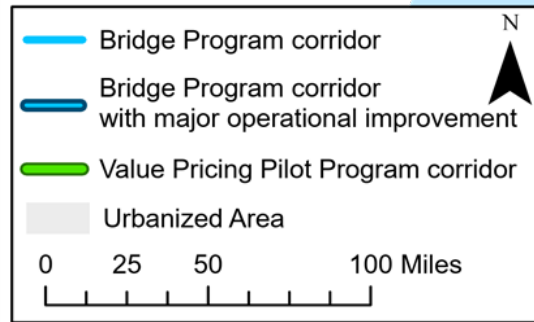 N
Bridge Program corridor
Bridge Program corridor
with major operational improvement
Value Pricing Pilot Program corridor
Urbanized Area
0 25 50 100 Miles